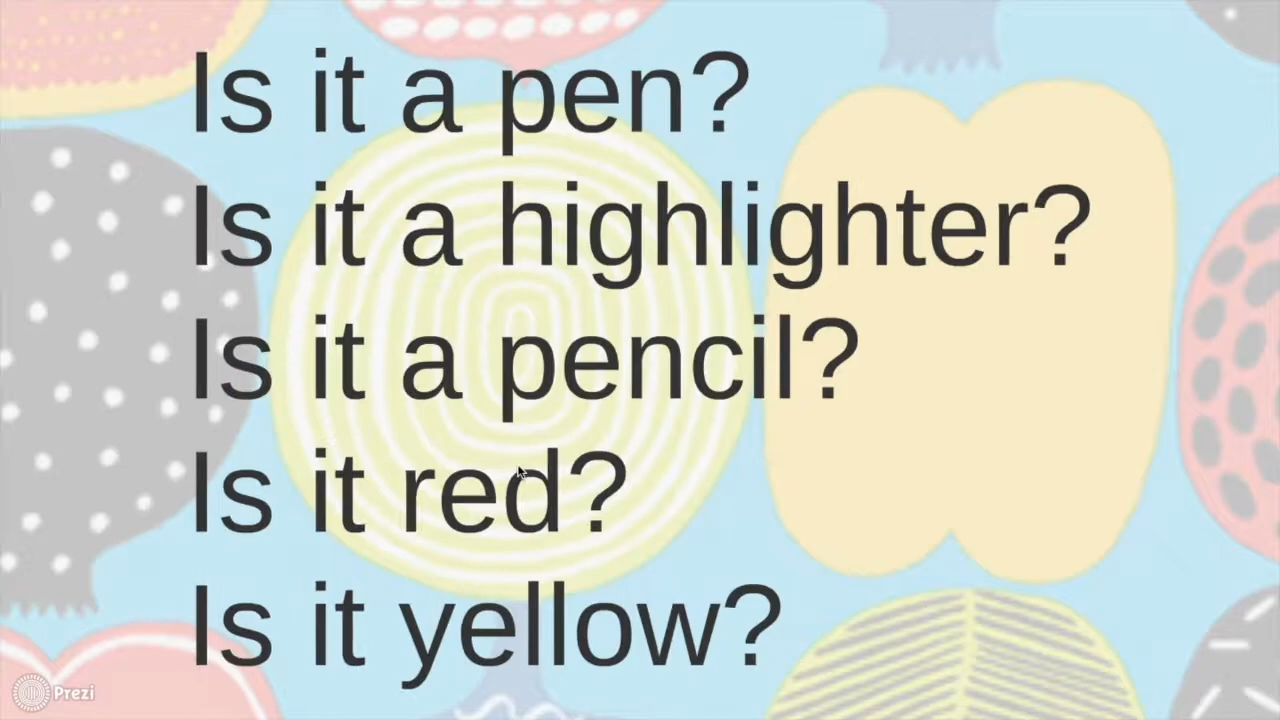 Is it a pen?
Is it a highlighter?
Is it a pencil?
Is it red?
Is it yellow?
Prezi